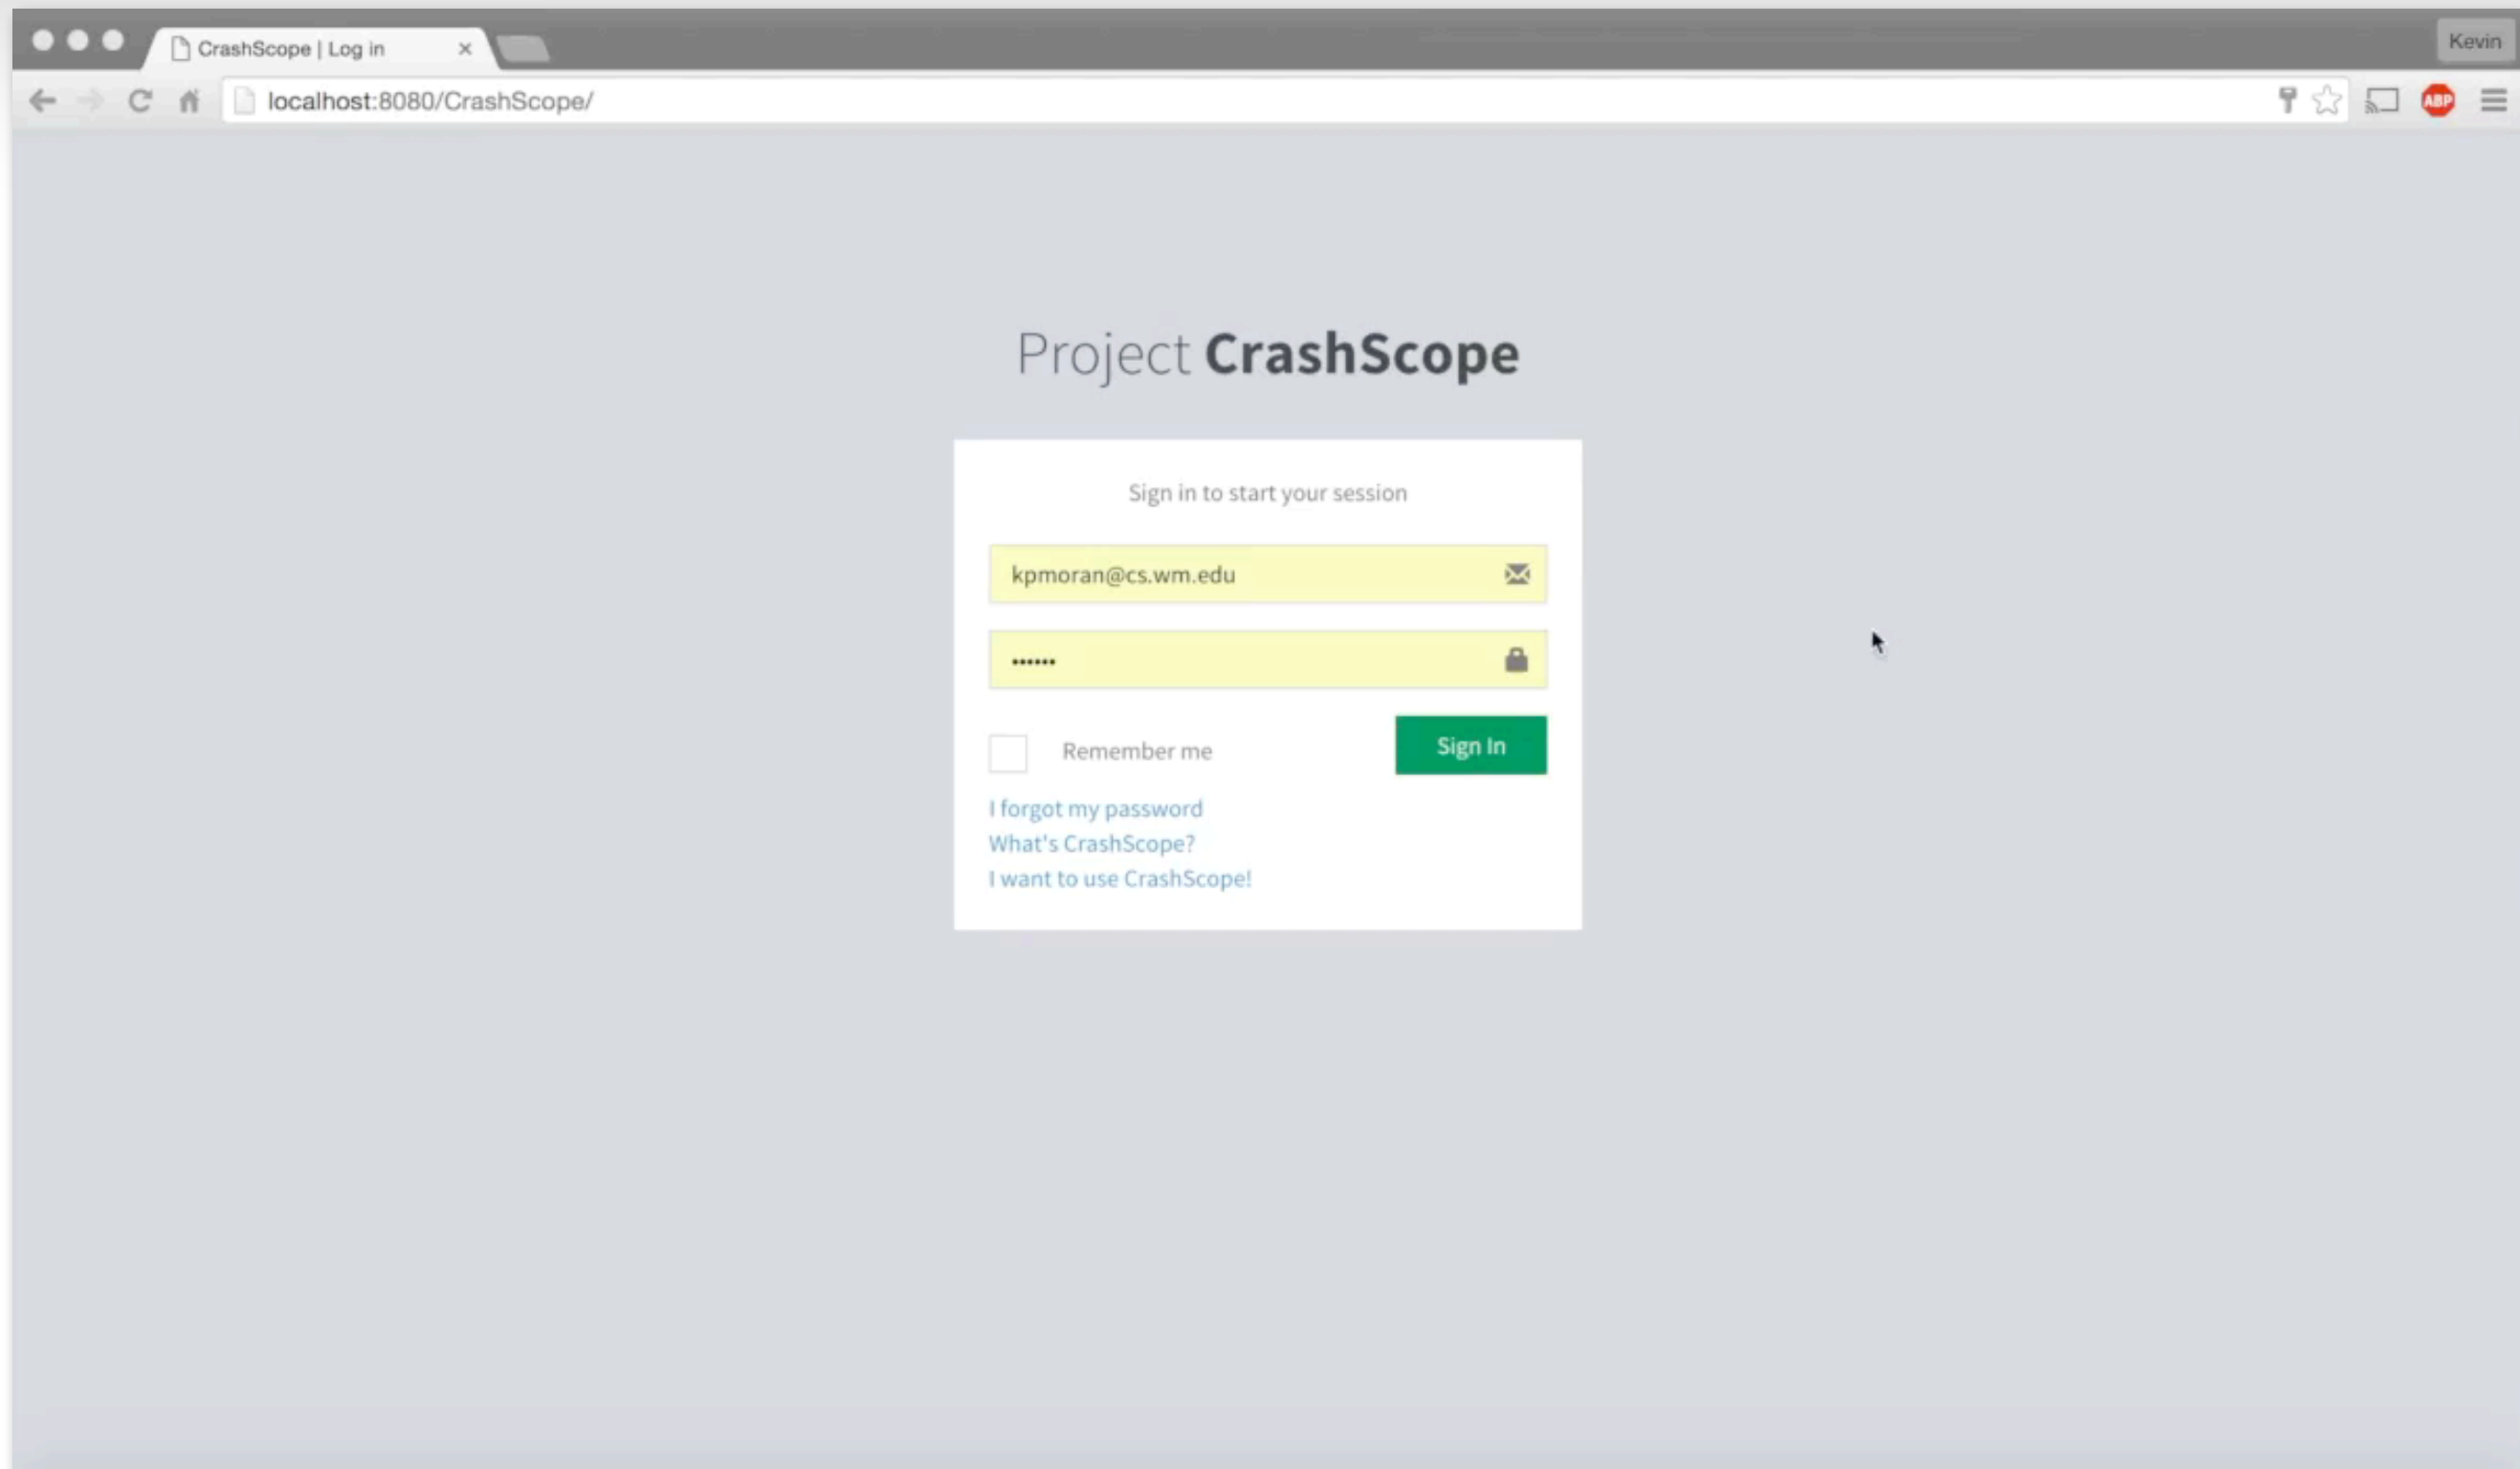 CrashScope | Log in
Kevin
localhost:8080/CrashScope/
ABP
Project CrashScope
Sign in to start your session
kpmoran@cs.wm.edu
••••••
Remember me
Sign In
I forgot my password
What's CrashScope?
I want to use CrashScope!